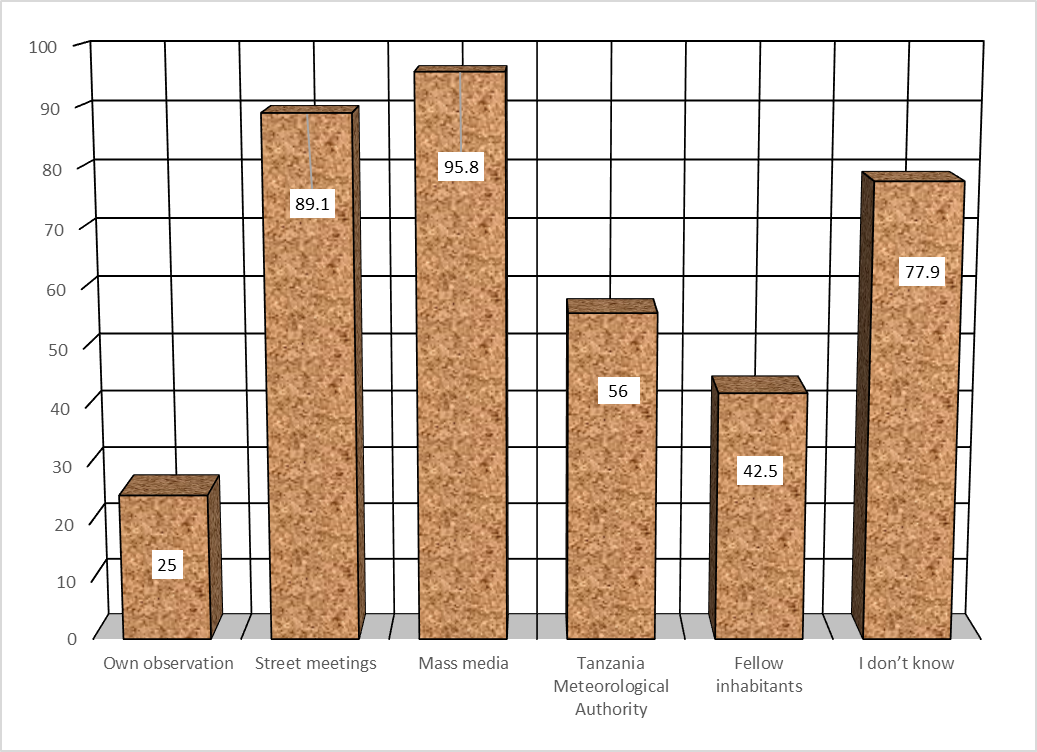 100
90
80
70
60
50
40
30
20
10
0
25
89.1
95.8
56
42.5
77.9
Own observation
Street meetings
Mass media
Tanzania
Meteorological
Authority
Fellow
inhabitants
I don’t know